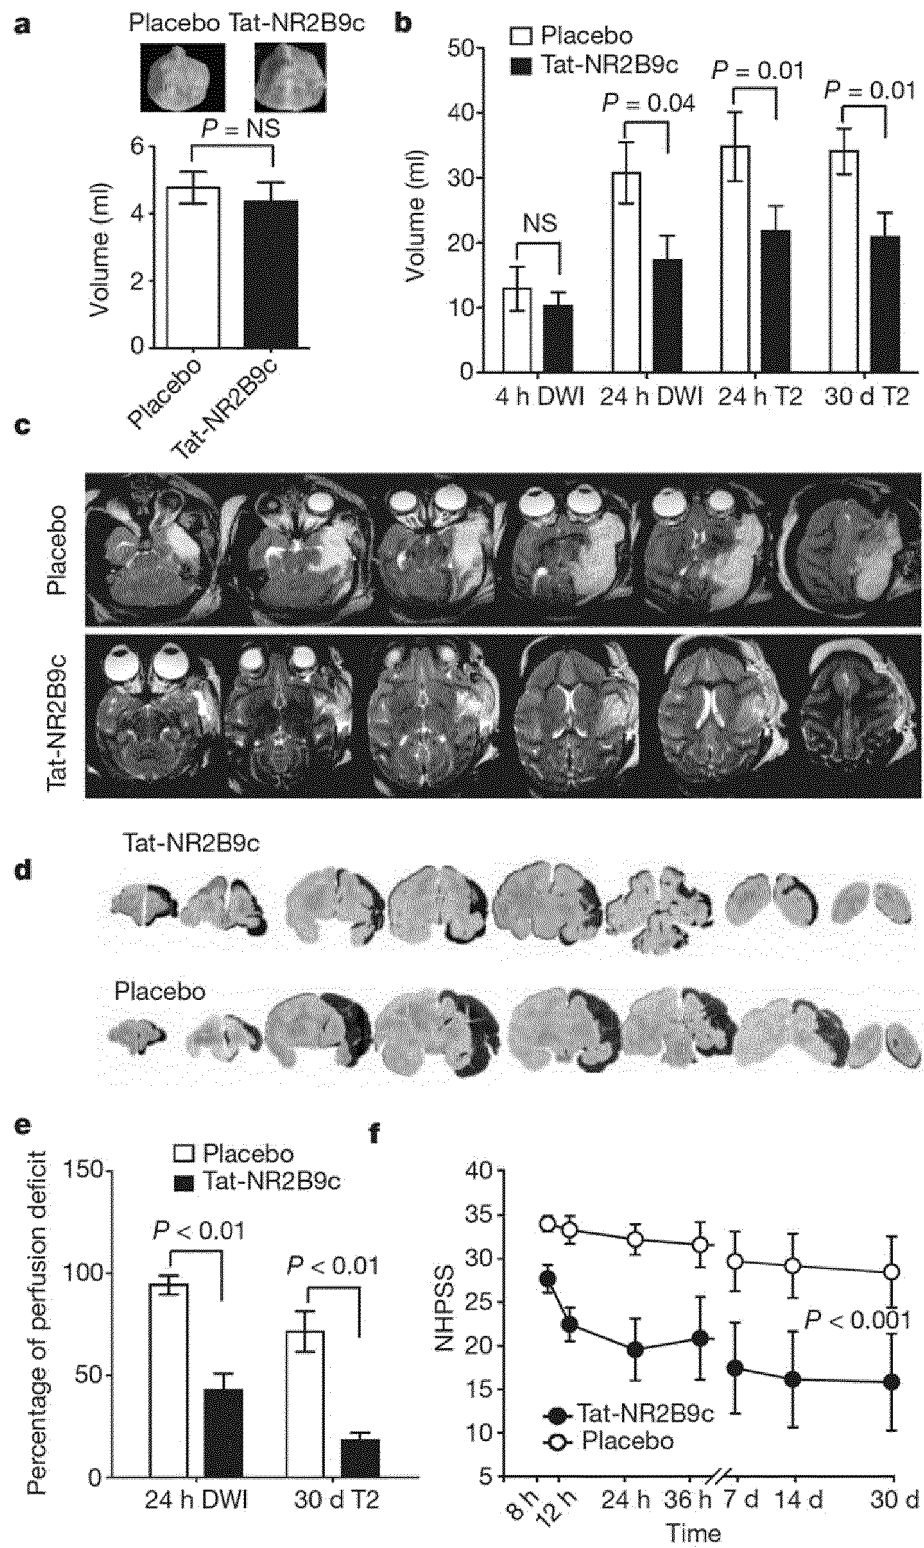 a
Placebo Tat-NR2B9c
P = NS
6
4
2
0
Volume (ml)
Placebo
Tat-NR2B9c
b
Placebo
Tat-NR2B9c
50
40
30
20
10
0
Volume (ml)
NS
P = 0.04
P = 0.01
P = 0.01
4 h DWI 24 h DWI 24 h T2 30 d T2
c
Placebo
Tat-NR2B9c
d
Tat-NR2B9c
Placebo
e
Placebo
Tat-NR2B9c
150
100
50
0
Percentage of perfusion deficit
P < 0.01
P < 0.01
24 h DWI 30 d T2
f
40
35
30
25
20
15
10
5
NHPSS
P < 0.001
Tat-NR2B9c
Placebo
8 h 12 h 24 h 36 h 7 d 14 d 30 d
Time